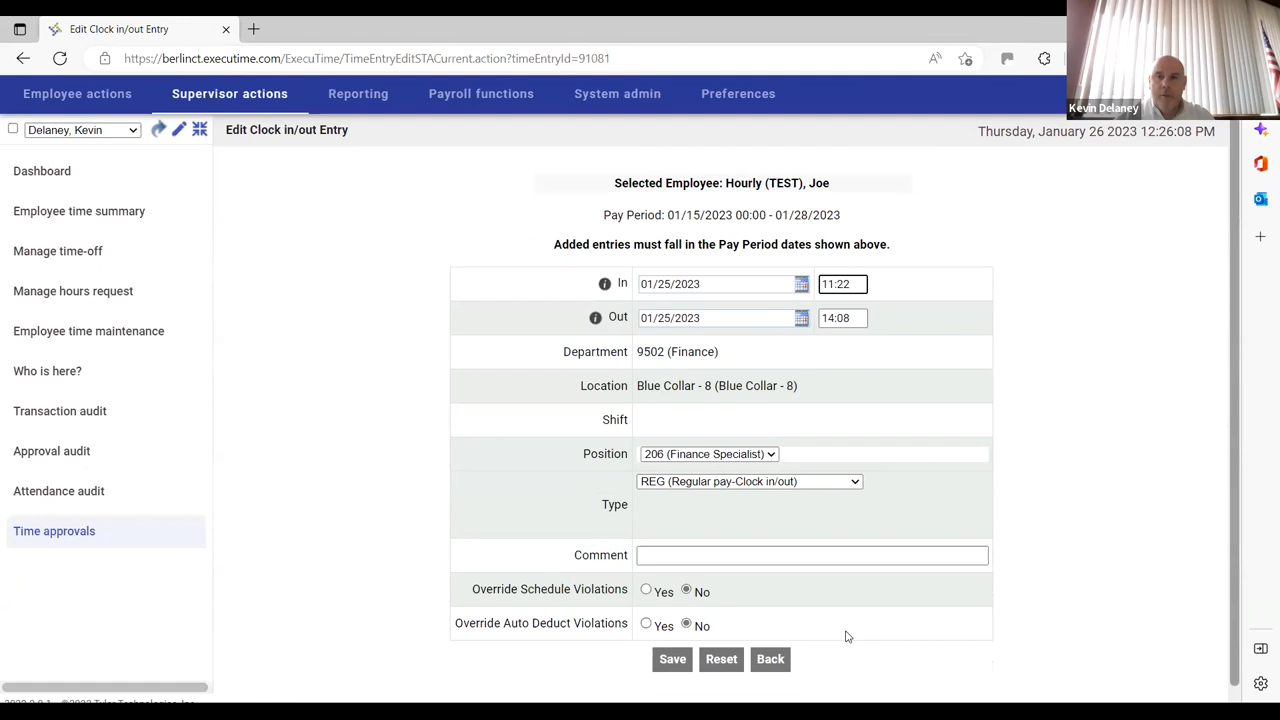 Edit Clock in/out Entry
https://berlinct.executime.com/ExecuTime/TimeEntryEditSTACurrent.action?timeEntryId=91081
Kevin Delaney
Employee actions
Supervisor actions
Reporting
Payroll functions
System admin
Preferences
Delaney, Kevin
Edit Clock in/out Entry
Thursday, January 26 2023 12:26:08 PM
Dashboard
Employee time summary
Manage time-off
Manage hours request
Employee time maintenance
Who is here?
Transaction audit
Approval audit
Attendance audit
Time approvals
Selected Employee: Hourly (TEST), Joe
Pay Period: 01/15/2023 00:00 - 01/28/2023
Added entries must fall in the Pay Period dates shown above.
In 01/25/2023 11:22
Out 01/25/2023 14:08
Department 9502 (Finance)
Location Blue Collar - 8 (Blue Collar - 8)
Shift
Position 206 (Finance Specialist)
Type REG (Regular pay-Clock in/out)
Comment
Override Schedule Violations Yes No
Override Auto Deduct Violations Yes No
Save Reset Back